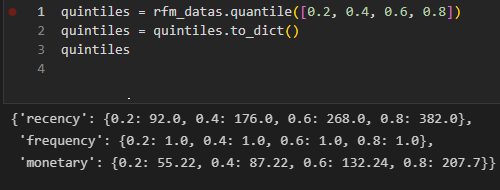 1 quintiles = rfm_datas.quantile([0.2, 0.4, 0.6, 0.8])
2 quintiles = quintiles.to_dict()
3 quintiles
4
{'recency': {0.2: 92.0, 0.4: 176.0, 0.6: 268.0, 0.8: 382.0},
'frequency': {0.2: 1.0, 0.4: 1.0, 0.6: 1.0, 0.8: 1.0},
'monetary': {0.2: 55.22, 0.4: 87.22, 0.6: 132.24, 0.8: 207.7}}